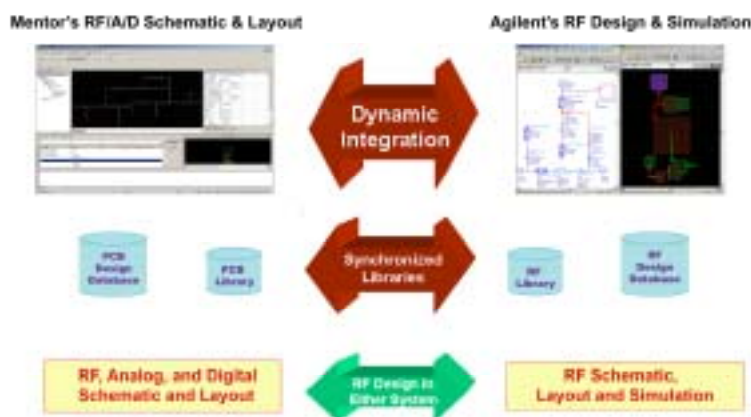 Mentor's RF/A/D Schematic & Layout
Agilent's RF Design & Simulation
Dynamic
Integration
PCB
Design
Database
PCB
Library
Synchronized
Libraries
RF
Library
RF
Design
Database
RF, Analog, and Digital
Schematic and Layout
RF Design in
Either System
RF Schematic,
Layout and Simulation